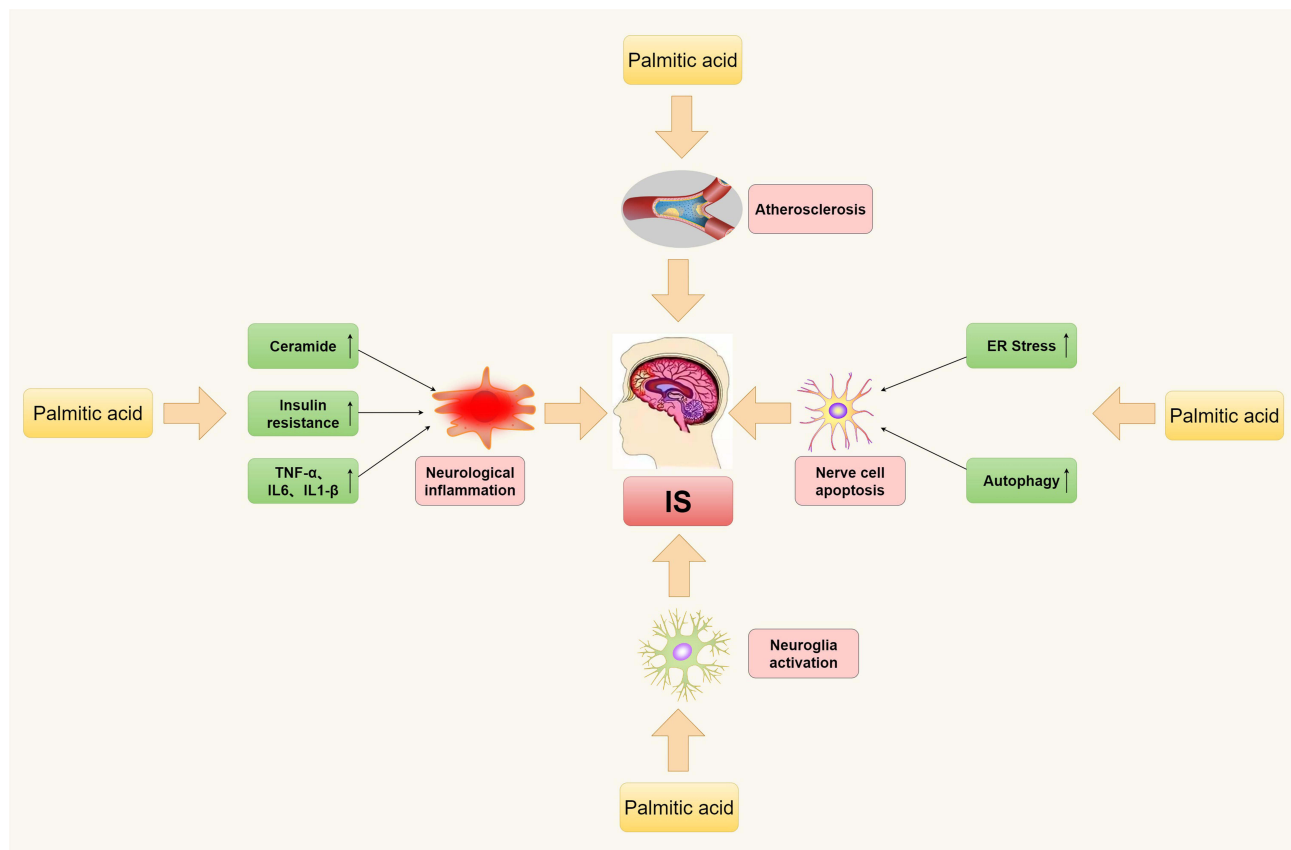 Palmitic acid
Atherosclerosis
Ceramide
Insulin
resistance
TNF-α、
IL6、IL1-β
Palmitic acid
Neurological
inflammation
IS
Nerve cell
apoptosis
ER Stress
Autophagy
Palmitic acid
Neuroglia
activation
Palmitic acid